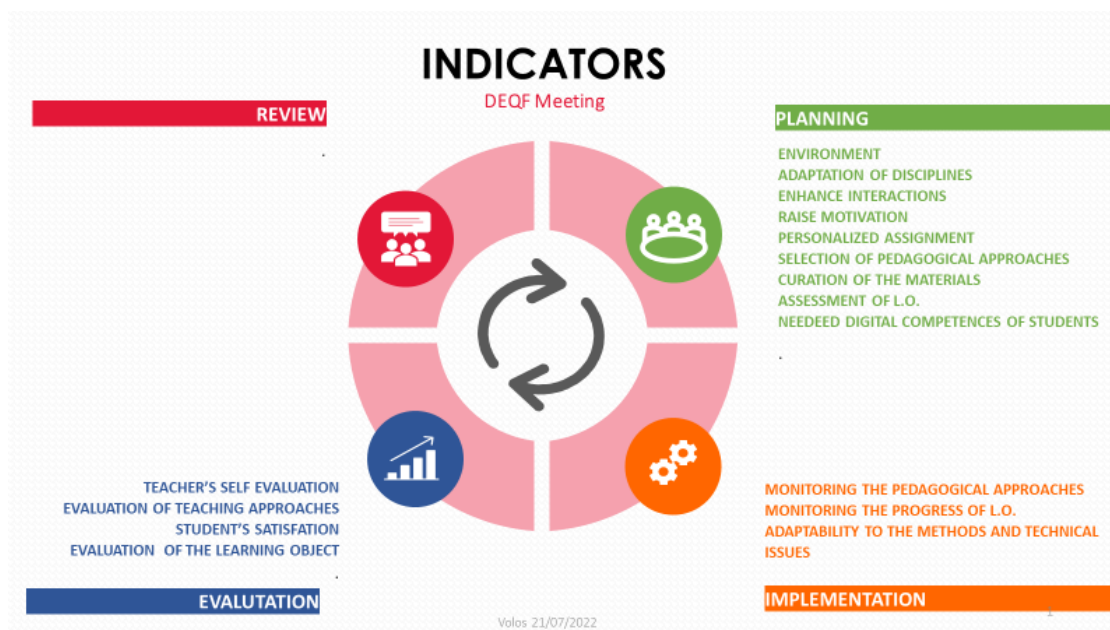 INDICATORS
DEQF Meeting
REVIEW
.
PLANNING
ENVIRONMENT
ADAPTATION OF DISCIPLINES
ENHANCE INTERACTIONS
RAISE MOTIVATION
PERSONALIZED ASSIGNMENT
SELECTION OF PEDAGOGICAL APPROACHES
CURATION OF THE MATERIALS
ASSESSMENT OF L.O.
NEEDEED DIGITAL COMPETENCES OF STUDENTS
.
TEACHER'S SELF EVALUATION
EVALUATION OF TEACHING APPROACHES
STUDENT'S SATISFATION
EVALUATION OF THE LEARNING OBJECT
.
EVALUTATION
MONITORING THE PEDAGOGICAL APPROACHES
MONITORING THE PROGRESS OF L.O.
ADAPTABILITY TO THE METHODS AND TECHNICAL
ISSUES
IMPLEMENTATION
Volos 21/07/2022